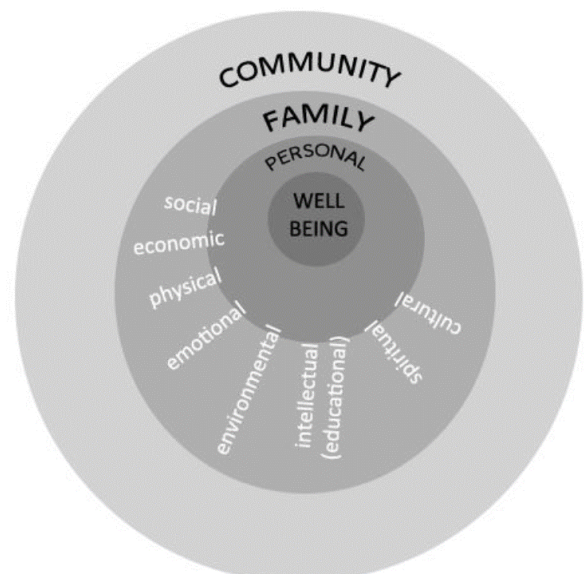 COMMUNITY
FAMILY
PERSONAL
WELL
BEING
social
economic
physical
emotional
environmental
intellectual
(educational)
spiritual
cultural